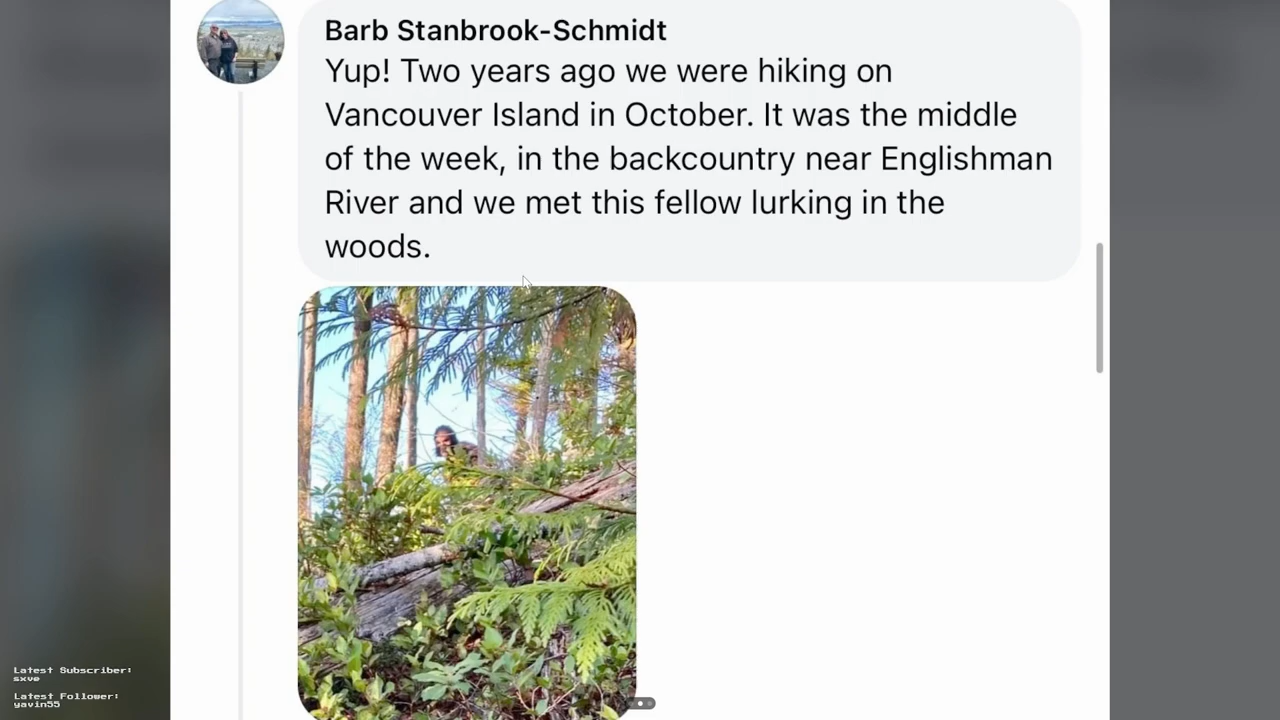 Barb Stanbrook-Schmidt
Yup! Two years ago we were hiking on
Vancouver Island in October. It was the middle
of the week, in the backcountry near Englishman
River and we met this fellow lurking in the
woods.
Latest Subscriber:
sxve
Latest Follower:
yavin55